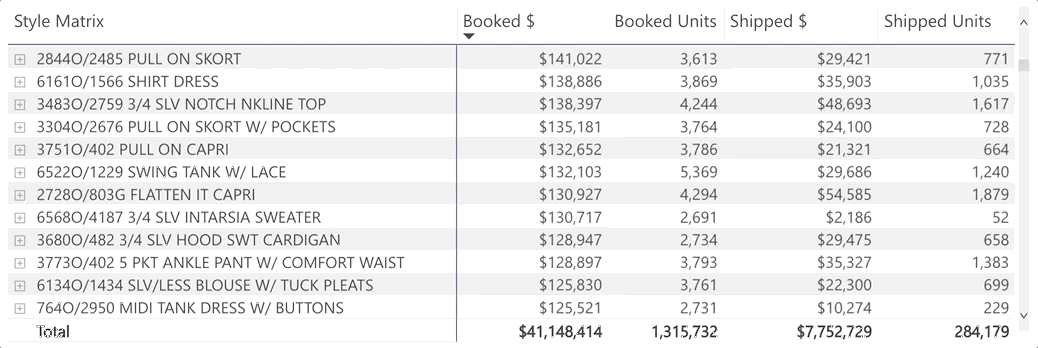 Style Matrix Booked $ Booked Units Shipped $ Shipped Units
2844O/2485 PULL ON SKORT $141,022 3,613 $29,421 771
6161O/1566 SHIRT DRESS $138,886 3,869 $35,903 1,035
3483O/2759 3/4 SLV NOTCH NKLINE TOP $138,397 4,244 $48,693 1,617
3304O/2676 PULL ON SKORT W/ POCKETS $135,181 3,764 $24,100 728
3751O/402 PULL ON CAPRI $132,652 3,786 $21,321 664
6522O/1229 SWING TANK W/ LACE $132,103 5,369 $29,686 1,240
2728O/803G FLATTEN IT CAPRI $130,927 4,294 $54,585 1,879
6568O/4187 3/4 SLV INTARSIA SWEATER $130,717 2,691 $2,186 52
3680O/482 3/4 SLV HOOD SWT CARDIGAN $128,947 2,734 $29,475 658
3773O/402 5 PKT ANKLE PANT W/ COMFORT WAIST $128,897 3,793 $35,327 1,383
6134O/1434 SLV/LESS BLOUSE W/ TUCK PLEATS $125,830 3,761 $22,300 699
764O/2950 MIDI TANK DRESS W/ BUTTONS $125,521 2,731 $10,274 229
Total $41,148,414 1,315,732 $7,752,729 284,179